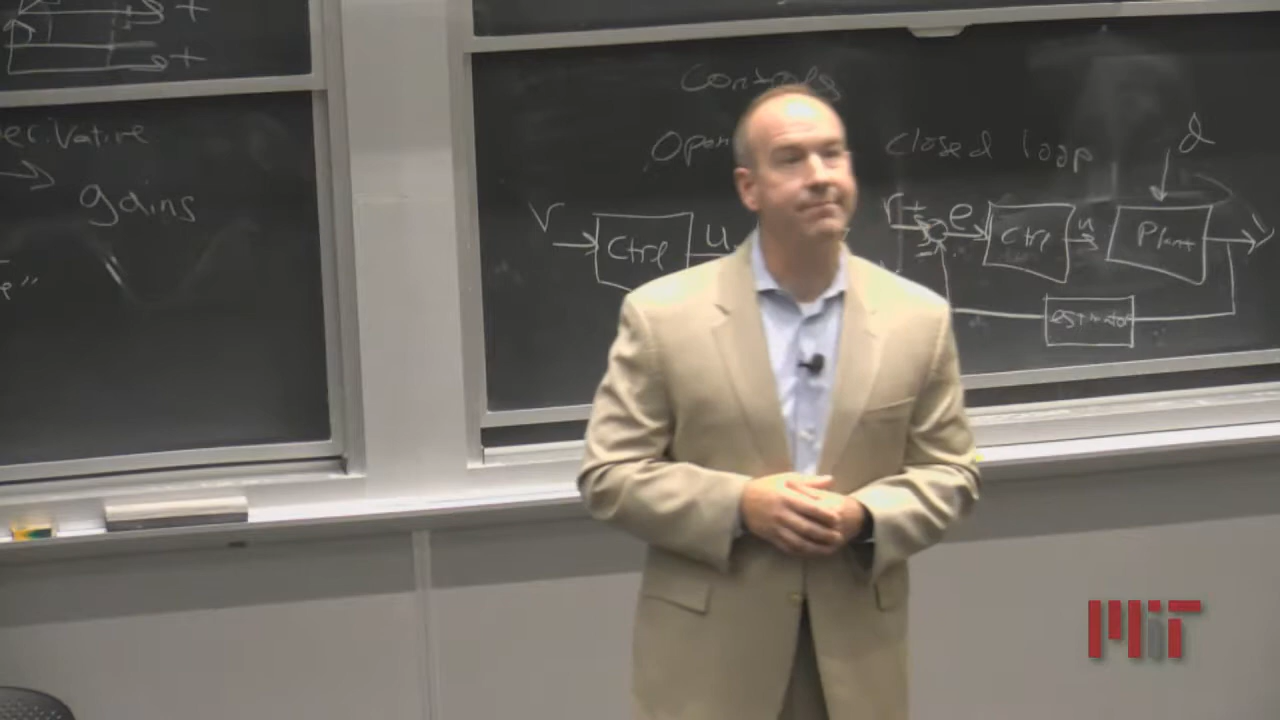 t
t
erivative
gains
e"
Controls
Open
Closed loop
d
r
Ctrl
u
r
+
e
Ctrl
u
Plant
y
-
estimator
MIT